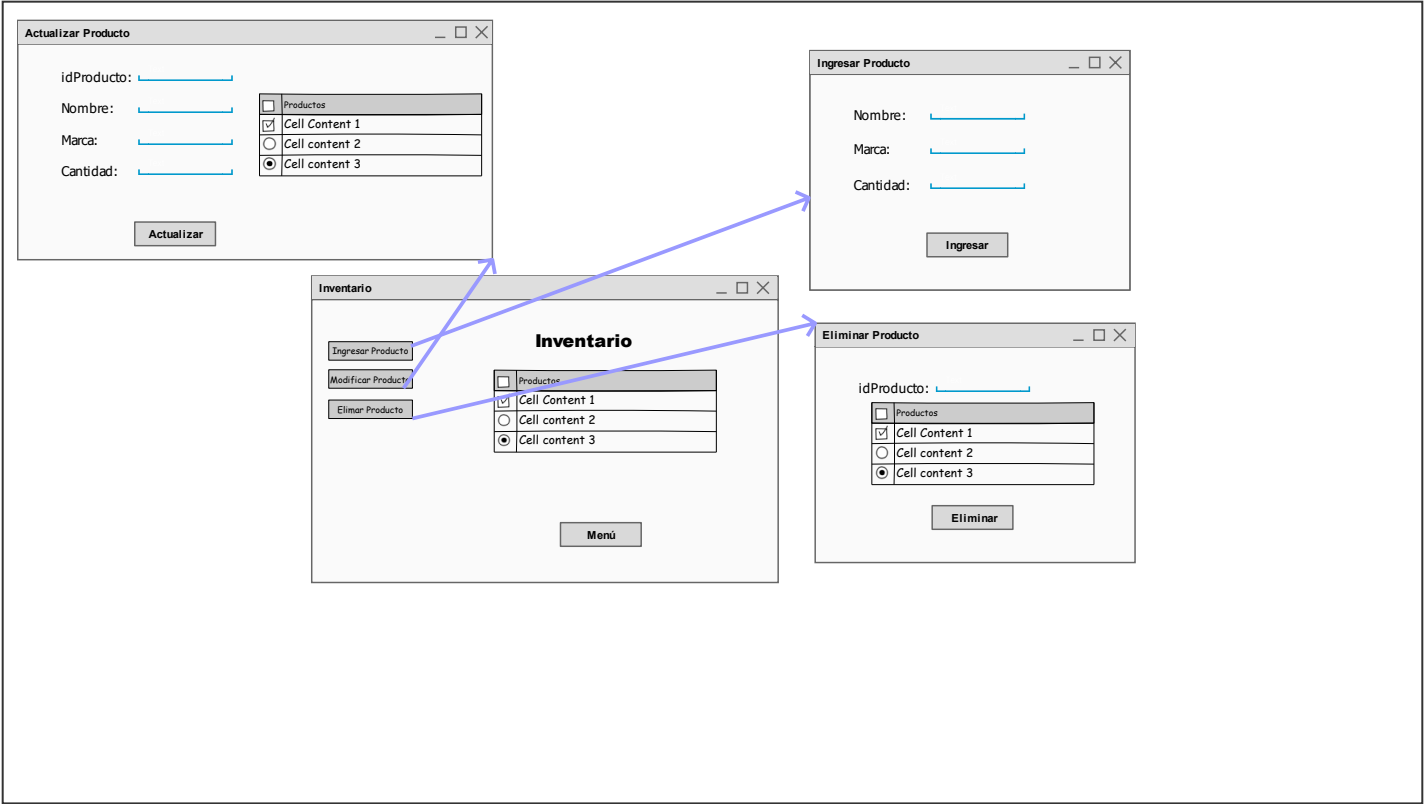 Actualizar Producto
idProducto:
Nombre:
Marca:
Cantidad:
Productos
Cell Content 1
Cell content 2
Cell content 3
Actualizar
Ingresar Producto
Nombre:
Marca:
Cantidad:
Ingresar
Inventario
Inventario
Ingresar Producto
Modificar Producto
Elimar Producto
Productos
Cell Content 1
Cell content 2
Cell content 3
Menú
Eliminar Producto
idProducto:
Productos
Cell Content 1
Cell content 2
Cell content 3
Eliminar